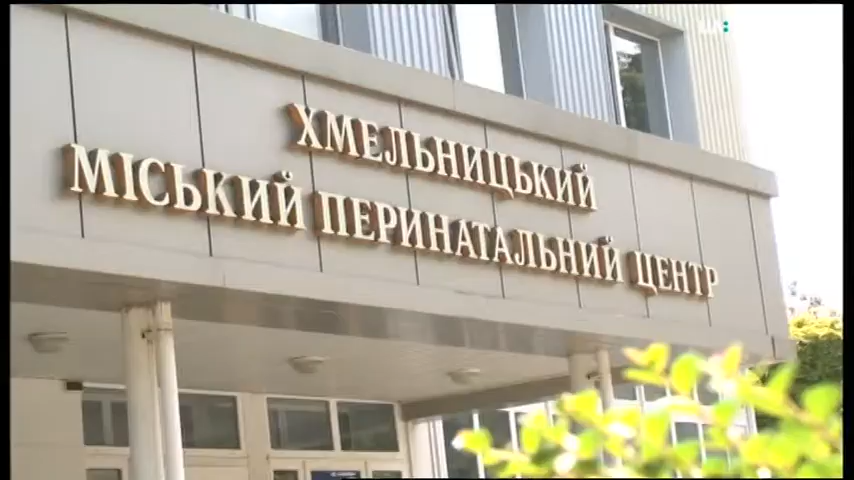 ХМЕЛЬНИЦЬКИЙ
МІСЬКИЙ ПЕРИНАТАЛЬНИЙ ЦЕНТР